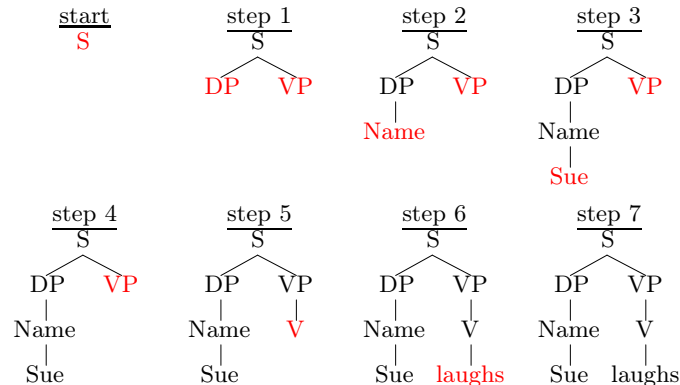 start step 1 step 2 step 3
S S S S
DP VP DP VP DP VP
Name Name
Sue
step 4 step 5 step 6 step 7
S S S S
DP VP DP VP DP VP DP VP
Name Name V Name V Name V
Sue Sue Sue laughs Sue laughs